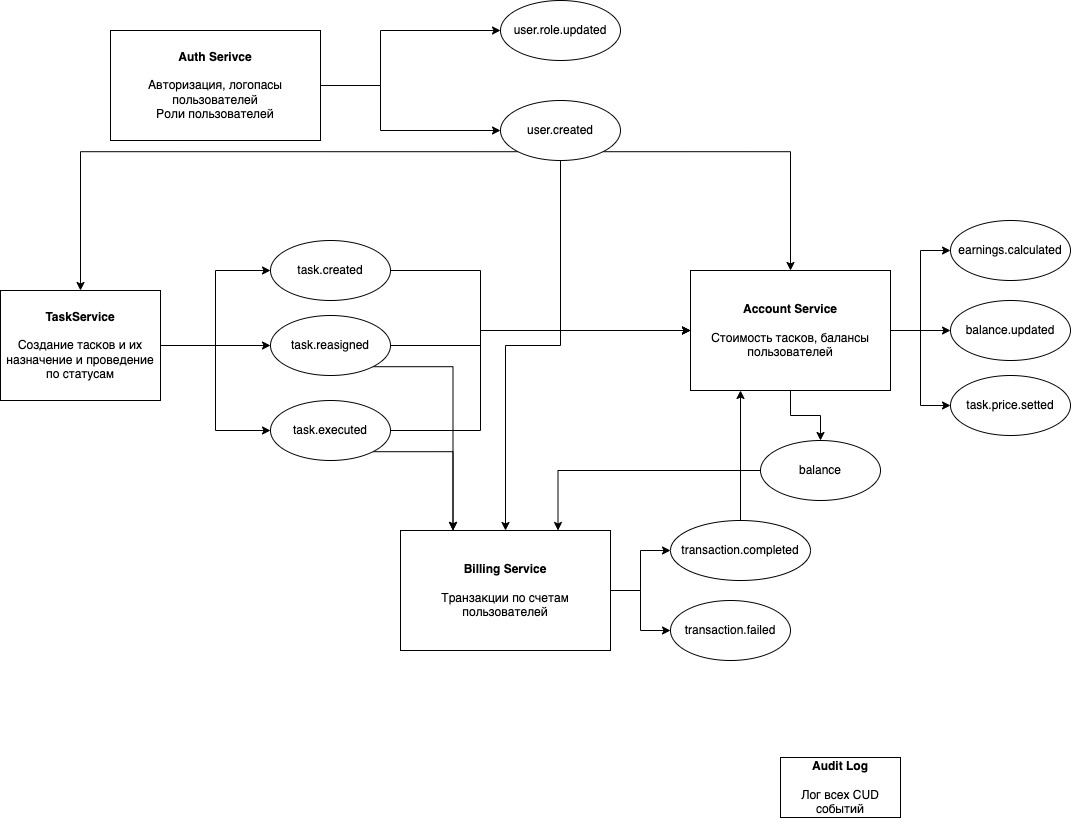 user.role.updated
Auth Serivce
Авторизация, логопасы
пользователей
Роли пользователей
user.created
earnings.calculated
task.created
TaskService
Создание тасков и их
назначение и проведение
по статусам
Account Service
Стоимость тасков, балансы
пользователей
balance.updated
task.reasigned
task.price.setted
task.executed
balance
transaction.completed
Billing Service
Транзакции по счетам
пользователей
transaction.failed
Audit Log
Лог всех CUD
событий